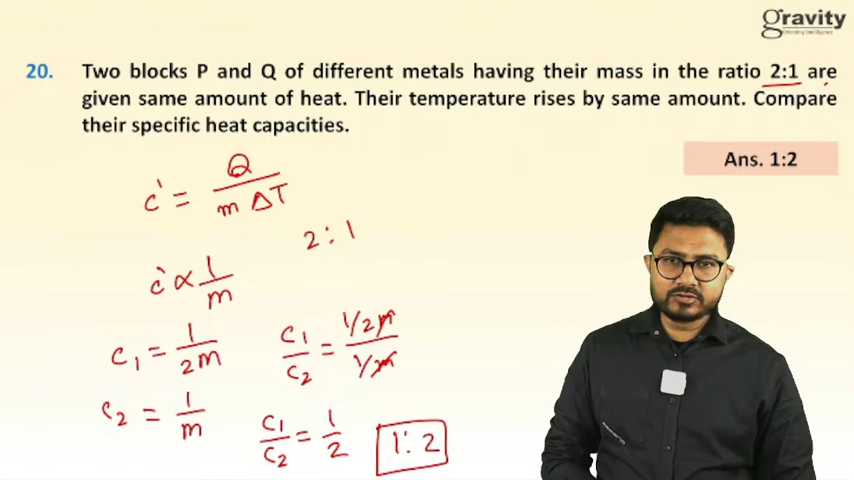 gravity
20. Two blocks P and Q of different metals having their mass in the ratio 2:1 are
given same amount of heat. Their temperature rises by same amount. Compare
their specific heat capacities.
Ans. 1:2
c' = Q / m ΔT
2:1
c' ∝ 1/m
c₁ = 1/2m
c₁/c₂ = 1/2m / 1/m
c₂ = 1/m
c₁/c₂ = 1/2
1:2